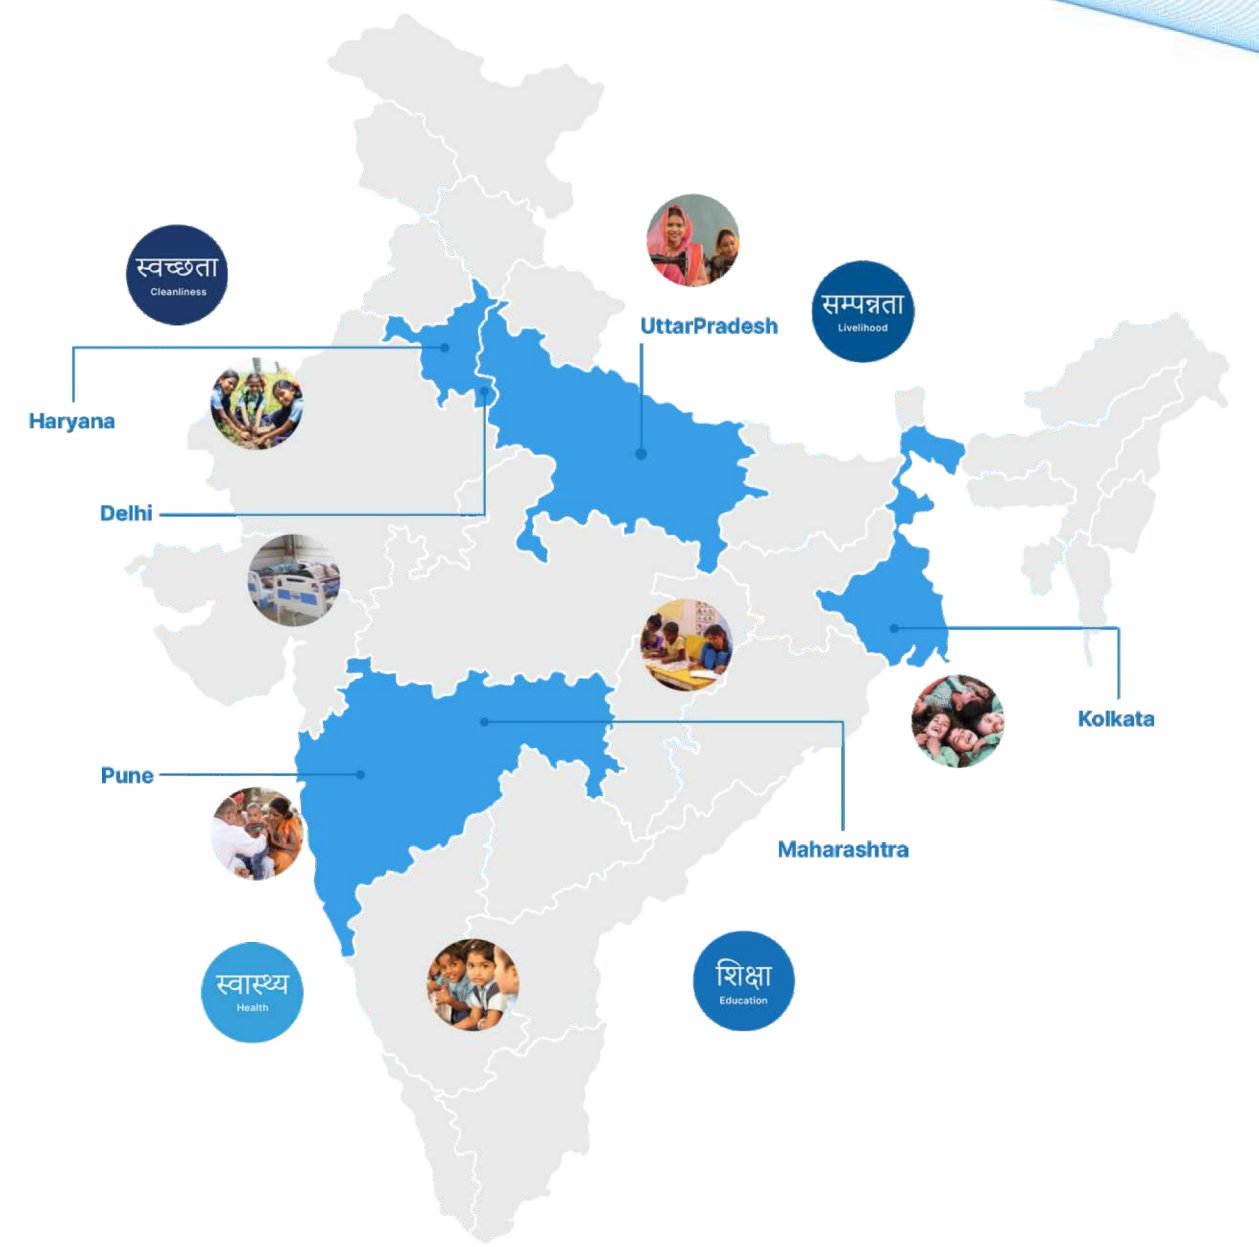 स्वच्छता
Cleanliness
सम्पन्नता
Livelihood
UttarPradesh
Haryana
Delhi
Kolkata
Pune
Maharashtra
स्वास्थ्य
Health
शिक्षा
Education